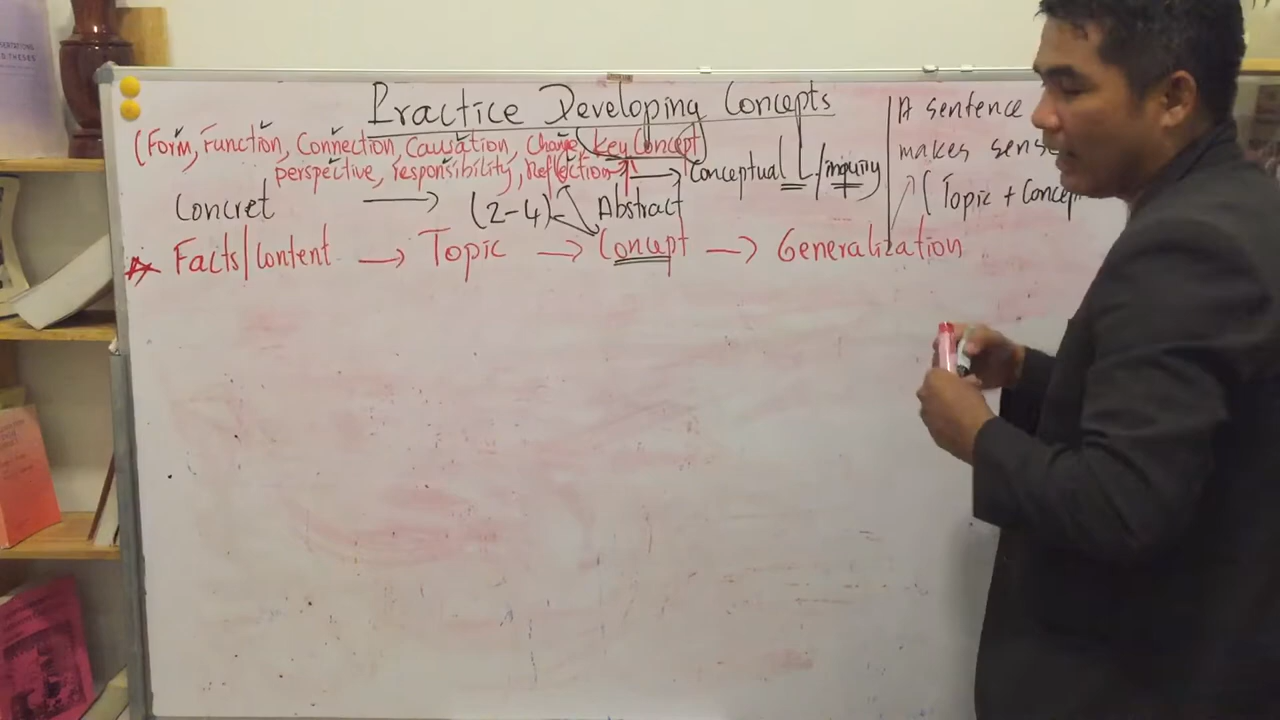 Practice Developing Concepts
(Form, Function, Connection Causation, Change, Key Concept)
perspective, responsibility, Reflection → Conceptual L/inquiry
Concret → (2-4) Abstract
Facts/Content → Topic → Concept → Generalization
A sentence
makes sense
(Topic + Concept